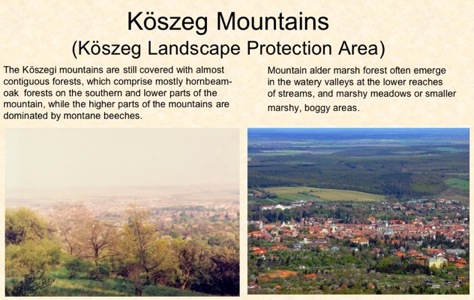 Köszeg Mountains
(Köszeg Landscape Protection Area)
The Köszegi mountains are still covered with almost
contiguous forests, which comprise mostly hornbeam-
oak forests on the southern and lower parts of the
mountain, while the higher parts of the mountains are
dominated by montane beeches.
Mountain alder marsh forest often emerge
in the watery valleys at the lower reaches
of streams, and marshy meadows or smaller
marshy, boggy areas.